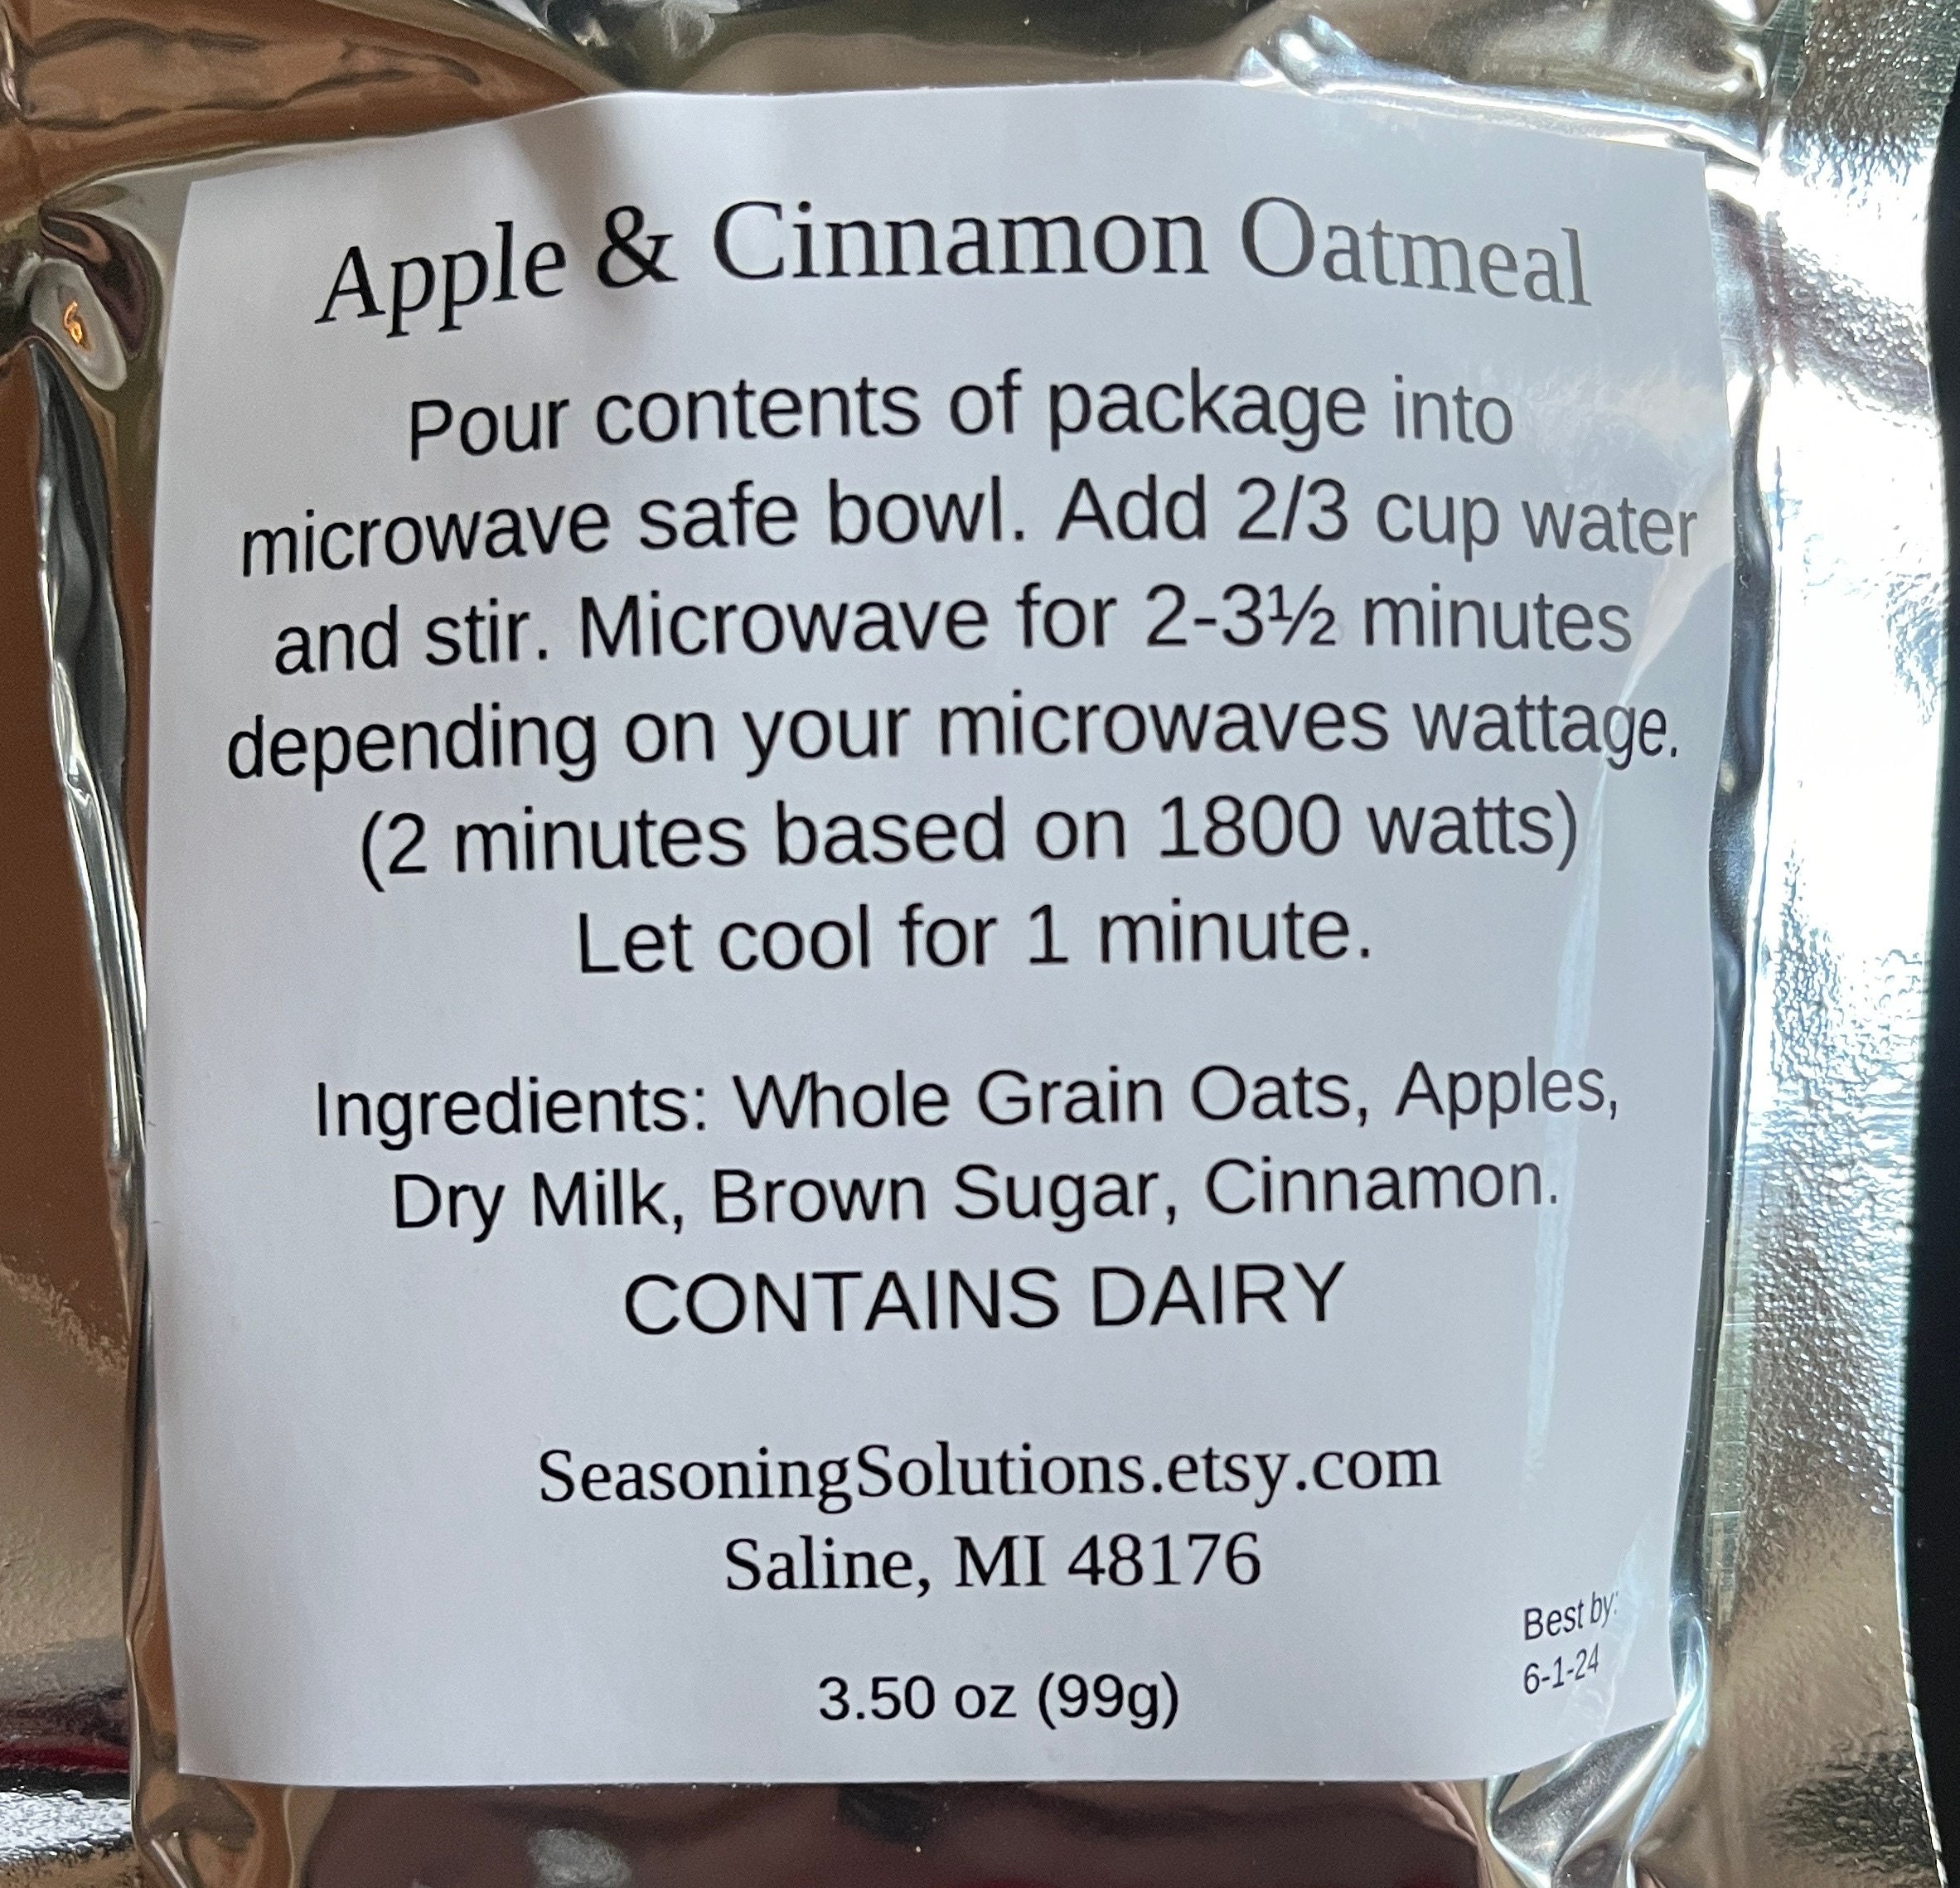 Apple & Cinnamon Oatmeal
Pour contents of package into
microwave safe bowl. Add 2/3 cup water
and stir. Microwave for 2-3½ minutes
depending on your microwaves wattage.
(2 minutes based on 1800 watts)
Let cool for 1 minute.
Ingredients: Whole Grain Oats, Apples,
Dry Milk, Brown Sugar, Cinnamon.
CONTAINS DAIRY
SeasoningSolutions.etsy.com
Saline, MI 48176
3.50 oz (99g)
Best by:
6-1-24